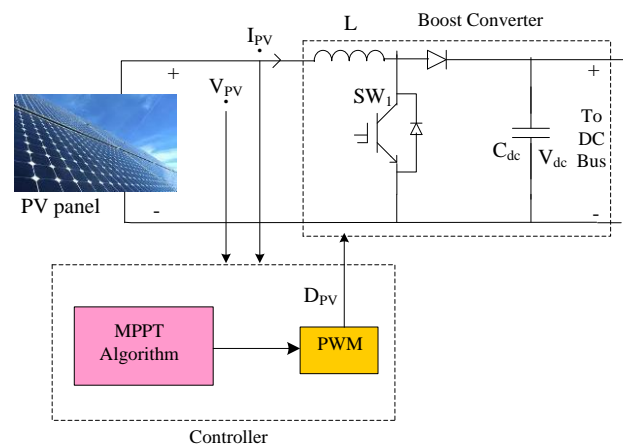 Boost Converter
I_PV
L
+
V_PV
SW_1
+
To
DC
Bus
C_dc
V_dc
PV panel
-
-
D_PV
MPPT
Algorithm
PWM
Controller